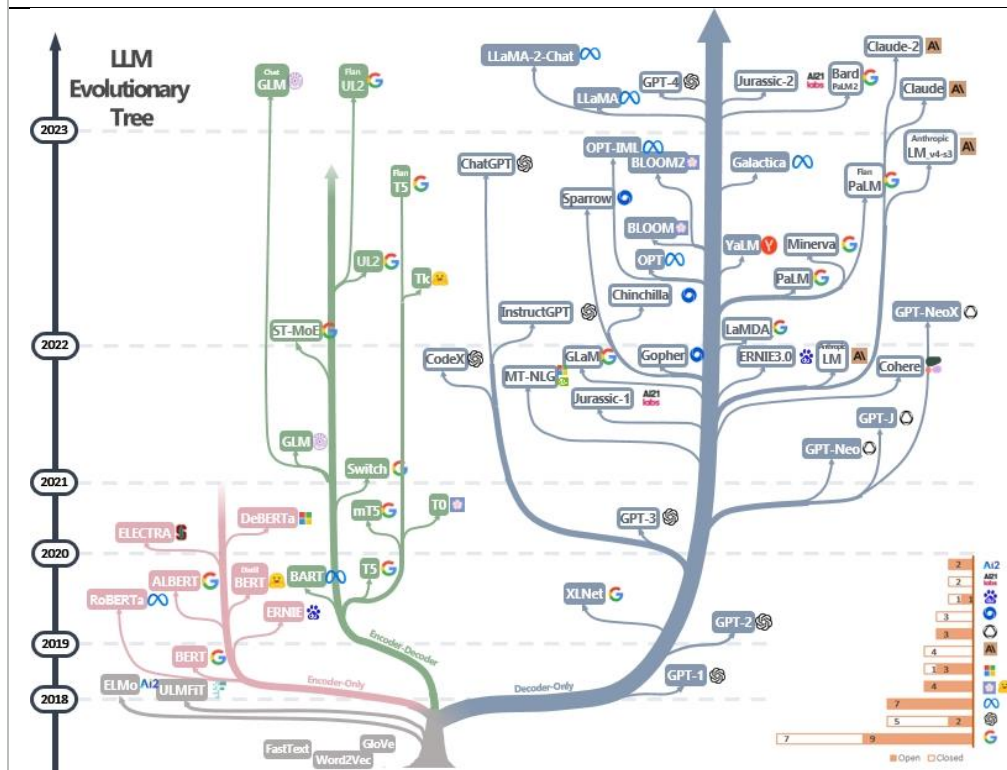 LLM
Evolutionary
Tree
2023
2022
2021
2020
2019
2018
Chat
GLM
Flan
UL2
Flan
T5
UL2
Tk
ST-MoE
GLM
Switch
mT5
T0
T5
BART
DeBERTa
ELECTRA
ALBERT
Distill
BERT
RoBERTa
ERNIE
BERT
ELMo
Ai2
ULMFiT
FastText
Word2Vec
GloVe
Encoder-Only
Encoder-Decoder
Decoder-Only
LLaMA-2-Chat
LLaMA
GPT-4
Jurassic-2
AI21
labs
Bard
PaLM2
Claude-2
A\
Claude
A\
Anthropic
LM_v4-s3
A\
ChatGPT
OPT-IML
BLOOM2
Galactica
Flan
PaLM
Sparrow
BLOOM
YaLM
Y
Minerva
OPT
PaLM
Chinchilla
InstructGPT
GPT-NeoX
LaMDA
CodeX
GLaM
Gopher
ERNIE3.0
Anthropic
LM
A\
Cohere
MT-NLG
Jurassic-1
AI21
labs
GPT-J
GPT-Neo
GPT-3
XLNet
GPT-2
GPT-1
2 Ai2
2 AI21 labs
1 1
3
3
4 A\
1 3
4
7
5 2
7 9
Open Closed